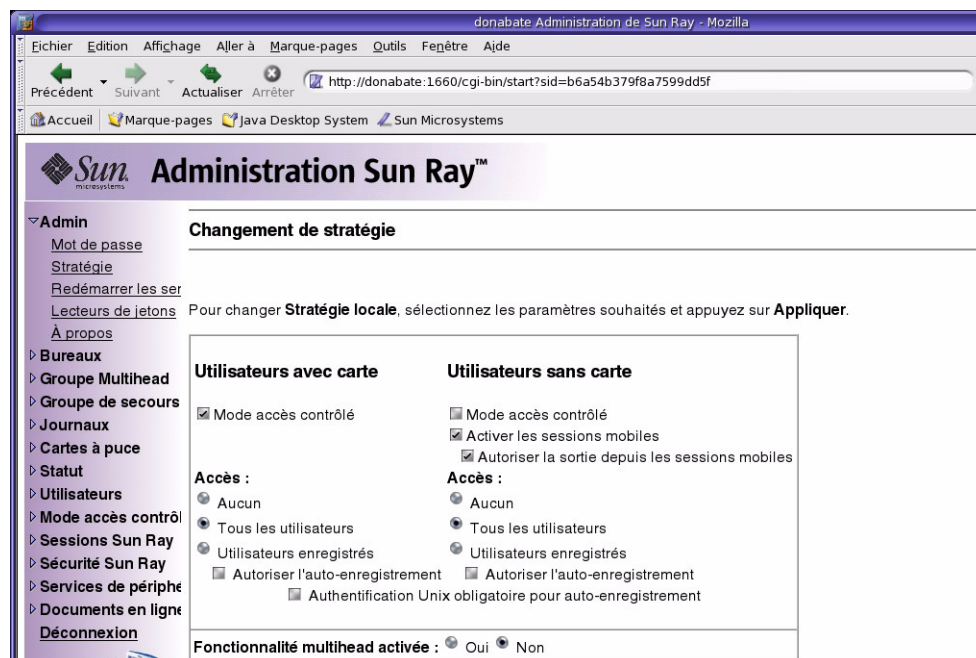 donabate Administration de Sun Ray - Mozilla
Fichier Edition Affichage Aller à Marque-pages Outils Fenêtre Aide
Précédent Suivant Actualiser Arrêter http://donabate:1660/cgi-bin/start?sid=b6a54b379f8a7599dd5f
Accueil Marque-pages Java Desktop System Sun Microsystems
Sun microsystems Administration Sun Ray™
Admin
Mot de passe
Stratégie
Redémarrer les ser
Lecteurs de jetons
À propos
Bureaux
Groupe Multihead
Groupe de secours
Journaux
Cartes à puce
Statut
Utilisateurs
Mode accès contrôl
Sessions Sun Ray
Sécurité Sun Ray
Services de périphé
Documents en ligne
Déconnexion
Changement de stratégie
Pour changer Stratégie locale, sélectionnez les paramètres souhaités et appuyez sur Appliquer.
Utilisateurs avec carte Utilisateurs sans carte
Mode accès contrôlé Mode accès contrôlé
Activer les sessions mobiles
Autoriser la sortie depuis les sessions mobiles
Accès : Accès :
Aucun Aucun
Tous les utilisateurs Tous les utilisateurs
Utilisateurs enregistrés Utilisateurs enregistrés
Autoriser l'auto-enregistrement Autoriser l'auto-enregistrement
Authentification Unix obligatoire pour auto-enregistrement
Fonctionnalité multihead activée : Oui Non